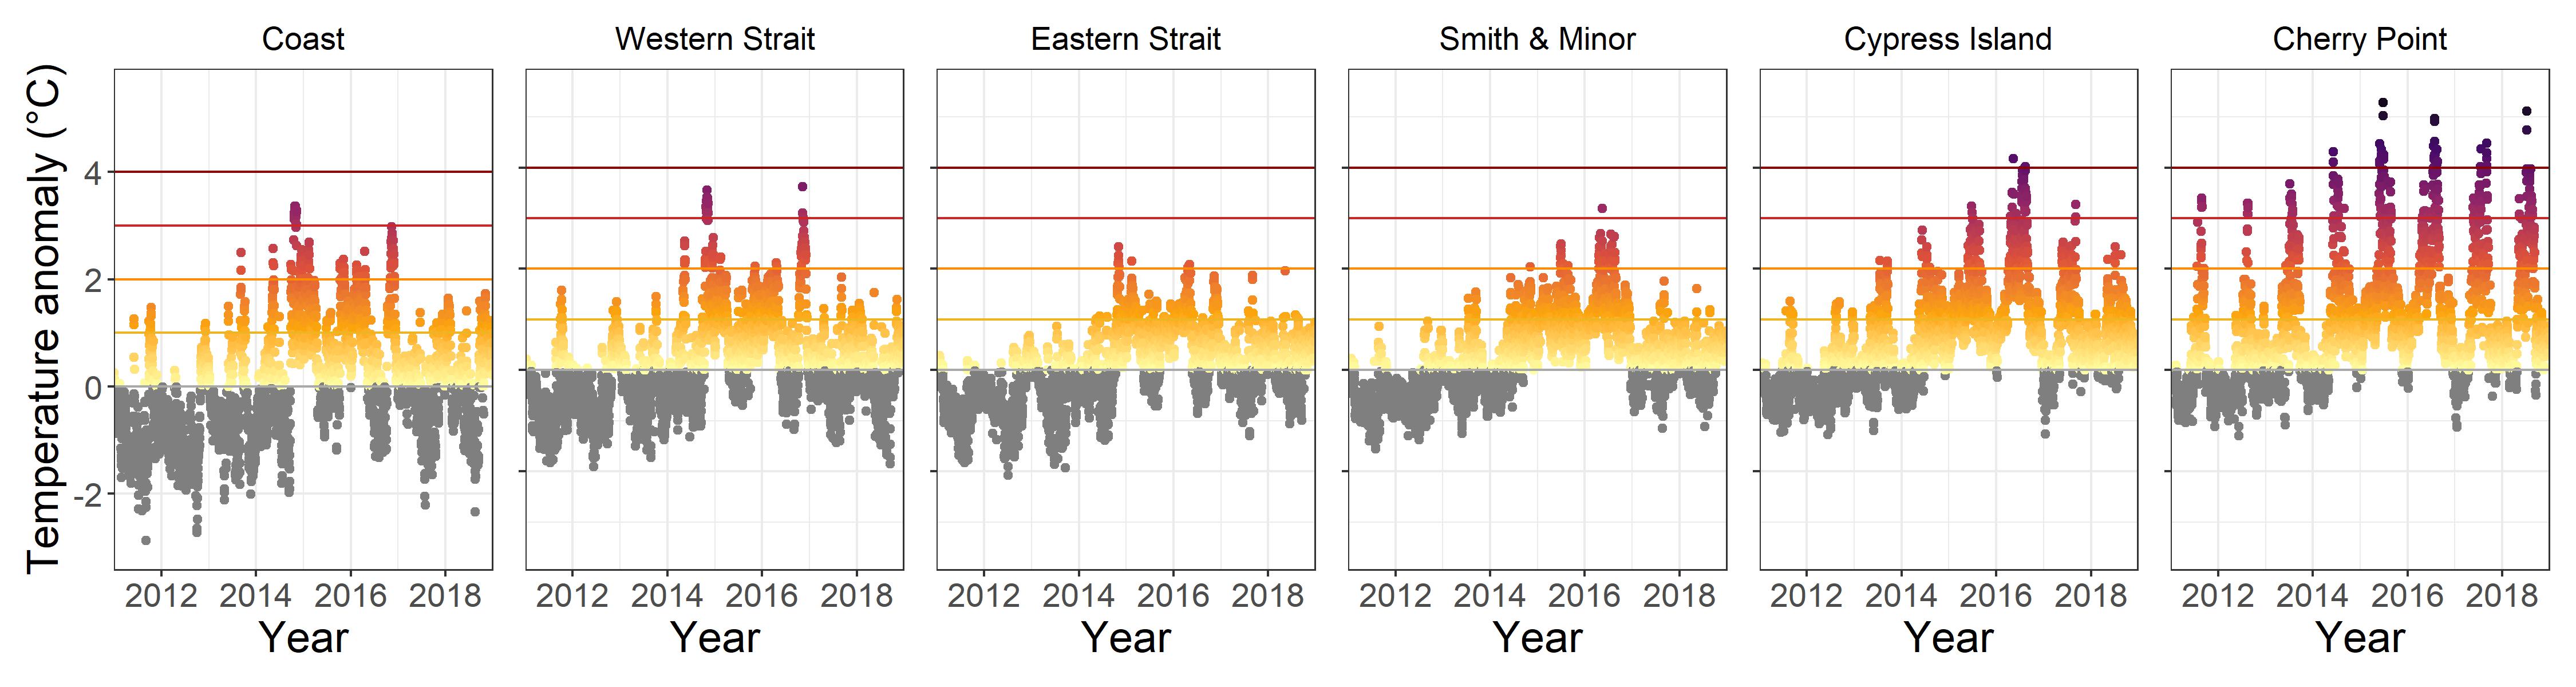 Coast Western Strait Eastern Strait Smith & Minor Cypress Island Cherry Point
Temperature anomaly (°C)
4
2
0
-2
2012 2014 2016 2018 2012 2014 2016 2018 2012 2014 2016 2018 2012 2014 2016 2018 2012 2014 2016 2018 2012 2014 2016 2018
Year Year Year Year Year Year